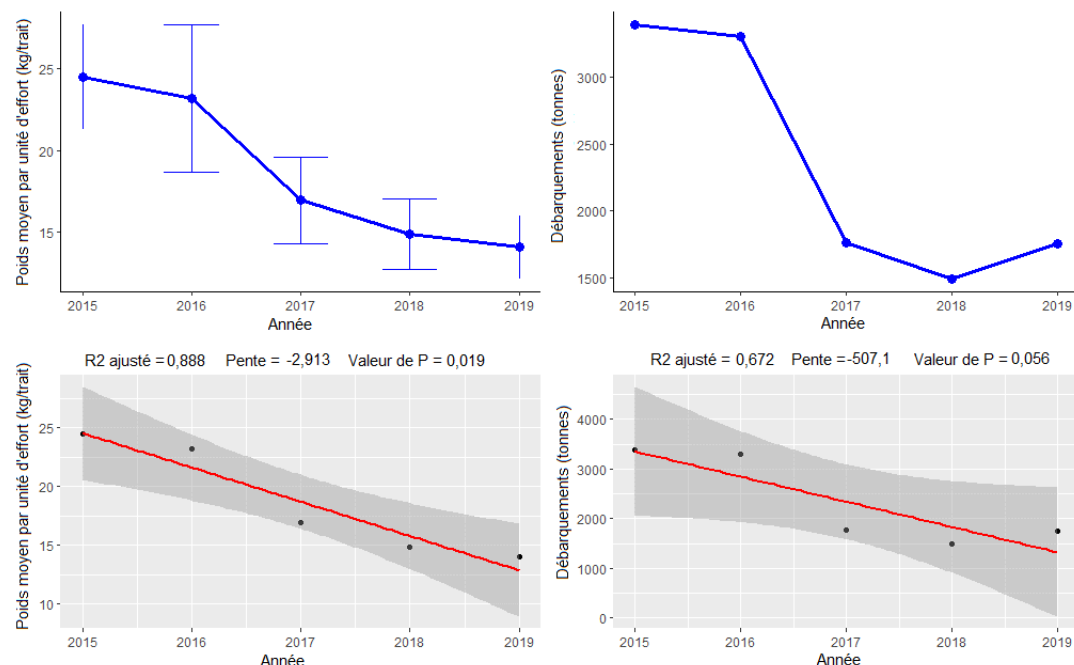 Poids moyen par unité d'effort (kg/trait)
25
20
15
2015 2016 2017 2018 2019
Année
Débarquements (tonnes)
3000
2500
2000
1500
2015 2016 2017 2018 2019
Année
R2 ajusté = 0,888 Pente = -2,913 Valeur de P = 0,019
Poids moyen par unité d'effort (kg/trait)
25
20
15
10
2015 2016 2017 2018 2019
Année
R2 ajusté = 0,672 Pente =-507,1 Valeur de P = 0,056
Débarquements (tonnes)
4000
3000
2000
1000
0
2015 2016 2017 2018 2019
Année